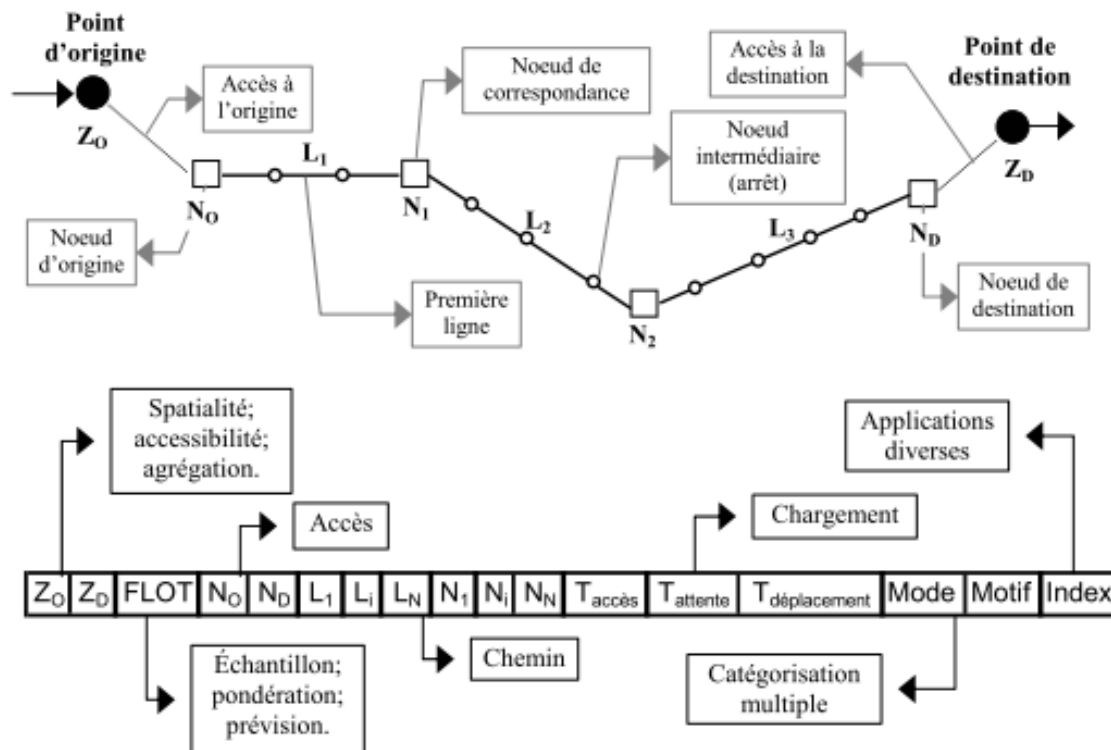 Point
d'origine
Accès à
l'origine
Noeud de
correspondance
Accès à la
destination
Point de
destination
Z_O
L_1
Noeud
intermédiaire
(arrêt)
Z_D
N_O
N_1
L_2
L_3
N_D
Noeud
d'origine
Première
ligne
N_2
Noeud de
destination
Spatialité;
accessibilité;
agrégation.
Applications
diverses
Accès
Chargement
Z_O Z_D FLOT N_O N_D L_1 L_i L_N N_1 N_i N_N T_accès T_attente T_déplacement Mode Motif Index
Échantillon;
pondération;
prévision.
Chemin
Catégorisation
multiple